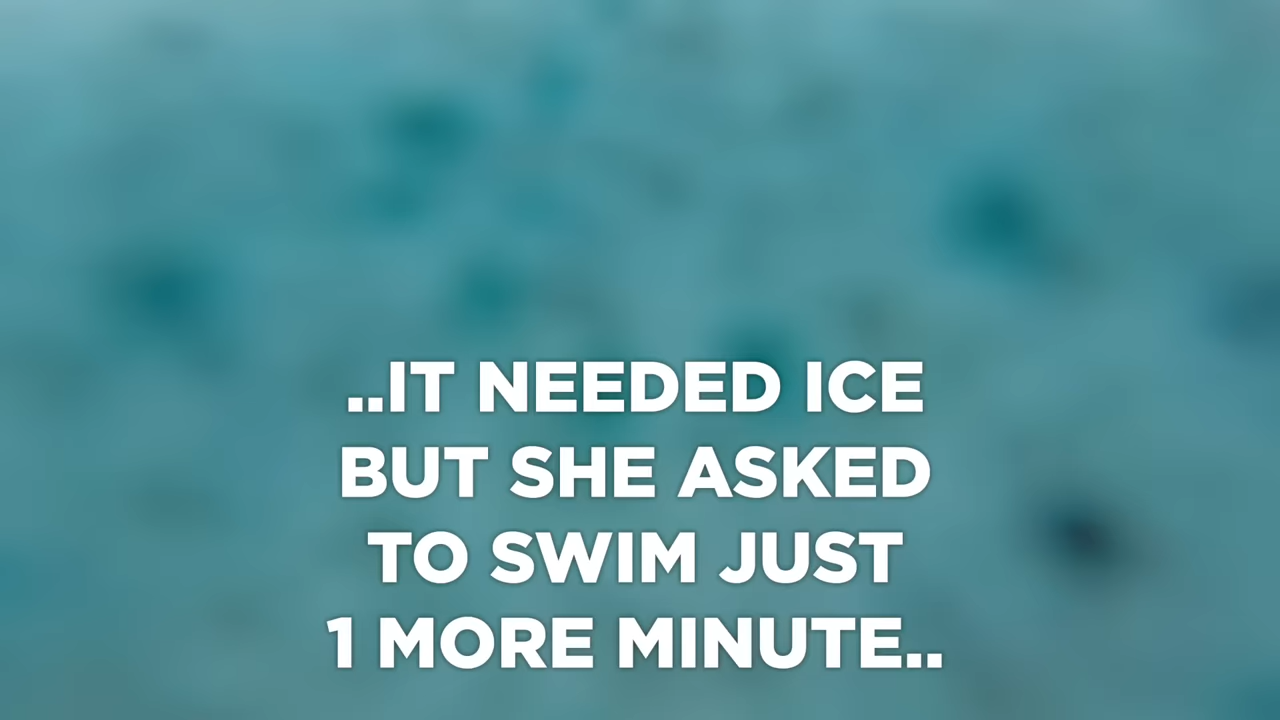 ..IT NEEDED ICE
BUT SHE ASKED
TO SWIM JUST
1 MORE MINUTE..